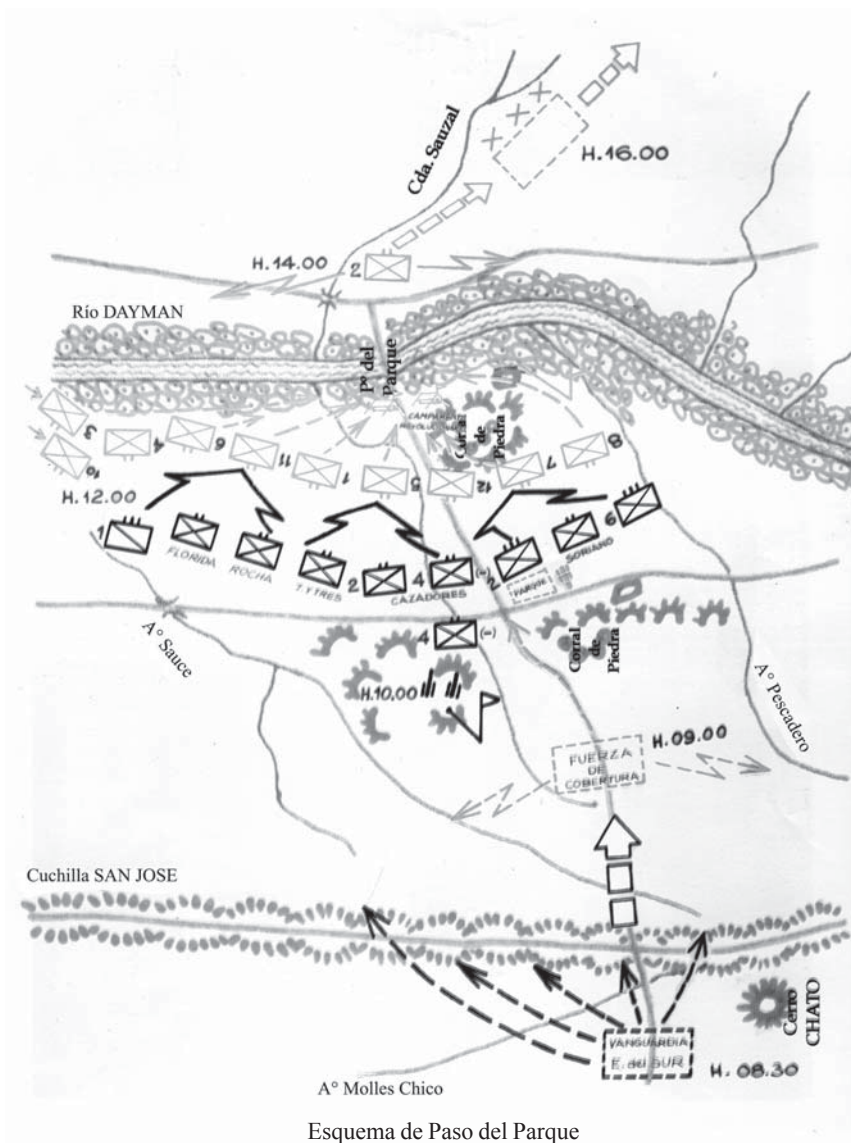 Cda. Sauzal
H.16.00
H.14.00
2
Río DAYMAN
Pº del
Parque
Corral
de
Piedra
3
10
4
6
11
1
5
12
7
8
H.12.00
1
FLORIDA
ROCHA
T.Y TRES
2
CAZADORES
4
(-)
2
SORIANO
6
PARQUE
4
(-)
Corral
de
Piedra
A° Sauce
H.10.00
A° Pescadero
H.09.00
FUERZA
DE
COBERTURA
Cuchilla SAN JOSE
Cerro
CHATO
VANGUARDIA
E. del SUR
H. 08.30
A° Molles Chico
Esquema de Paso del Parque